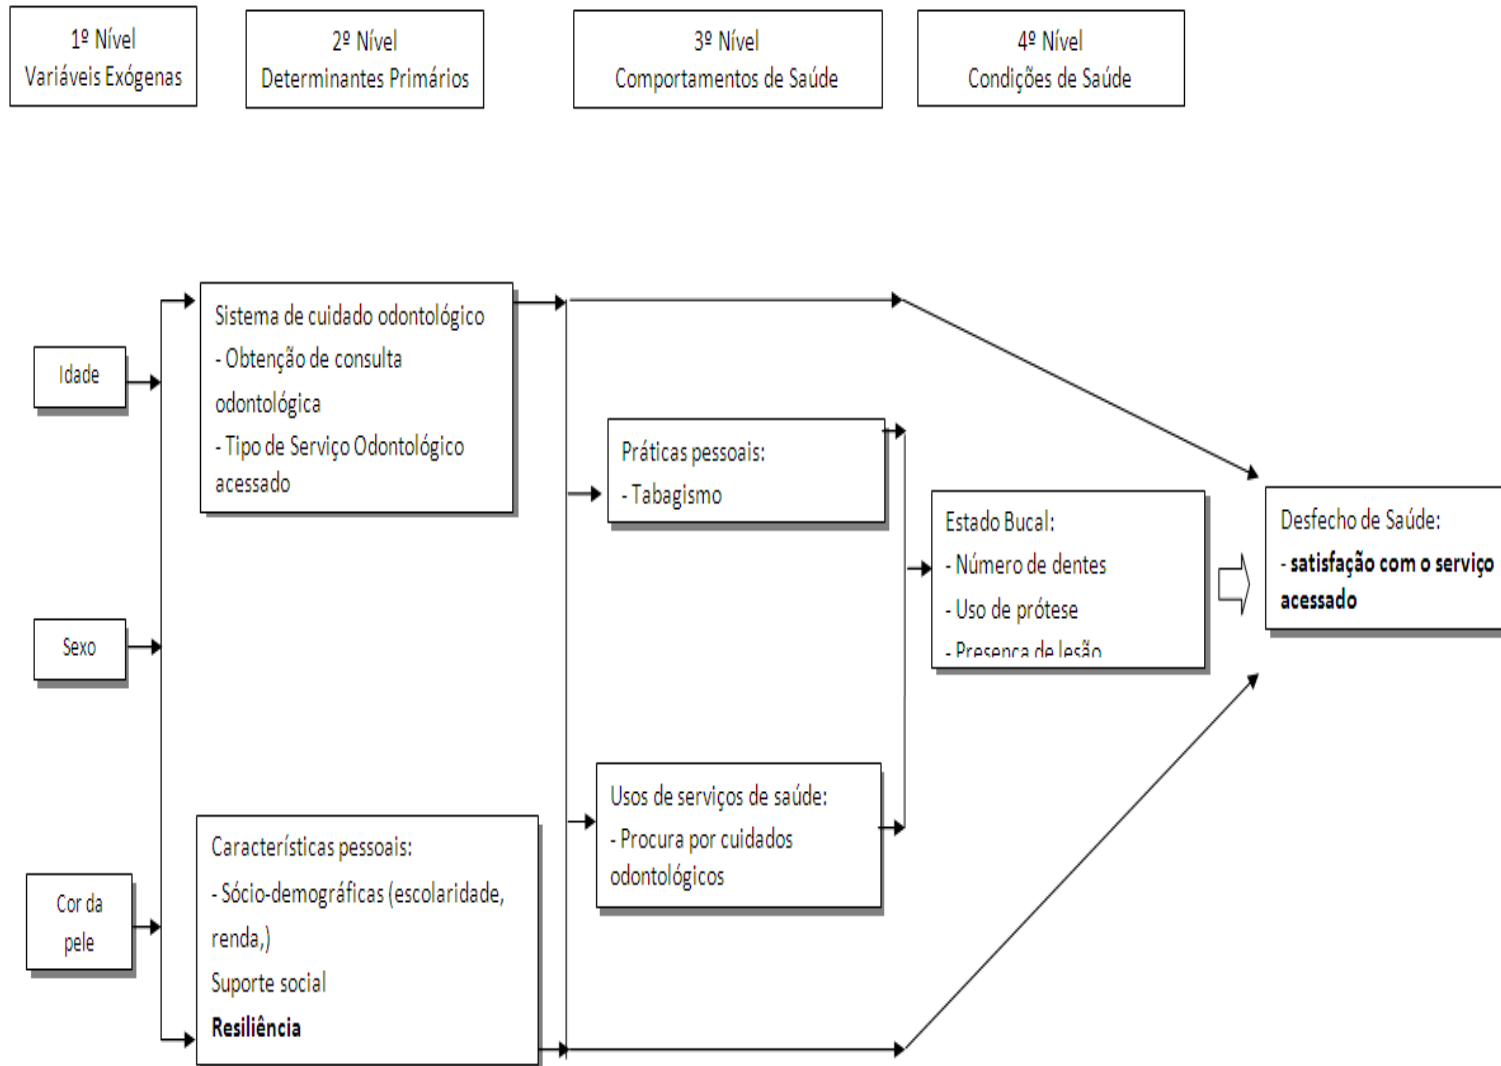 1º Nível
Variáveis Exógenas
2º Nível
Determinantes Primários
3º Nível
Comportamentos de Saúde
4º Nível
Condições de Saúde
Idade
Sexo
Cor da
pele
Sistema de cuidado odontológico
- Obtenção de consulta
odontológica
- Tipo de Serviço Odontológico
acessado
Características pessoais:
- Sócio-demográficas (escolaridade,
renda,)
Suporte social
Resiliência
Práticas pessoais:
- Tabagismo
Usos de serviços de saúde:
- Procura por cuidados
odontológicos
Estado Bucal:
- Número de dentes
- Uso de prótese
- Presença de lesão
Desfecho de Saúde:
- satisfação com o serviço
acessado